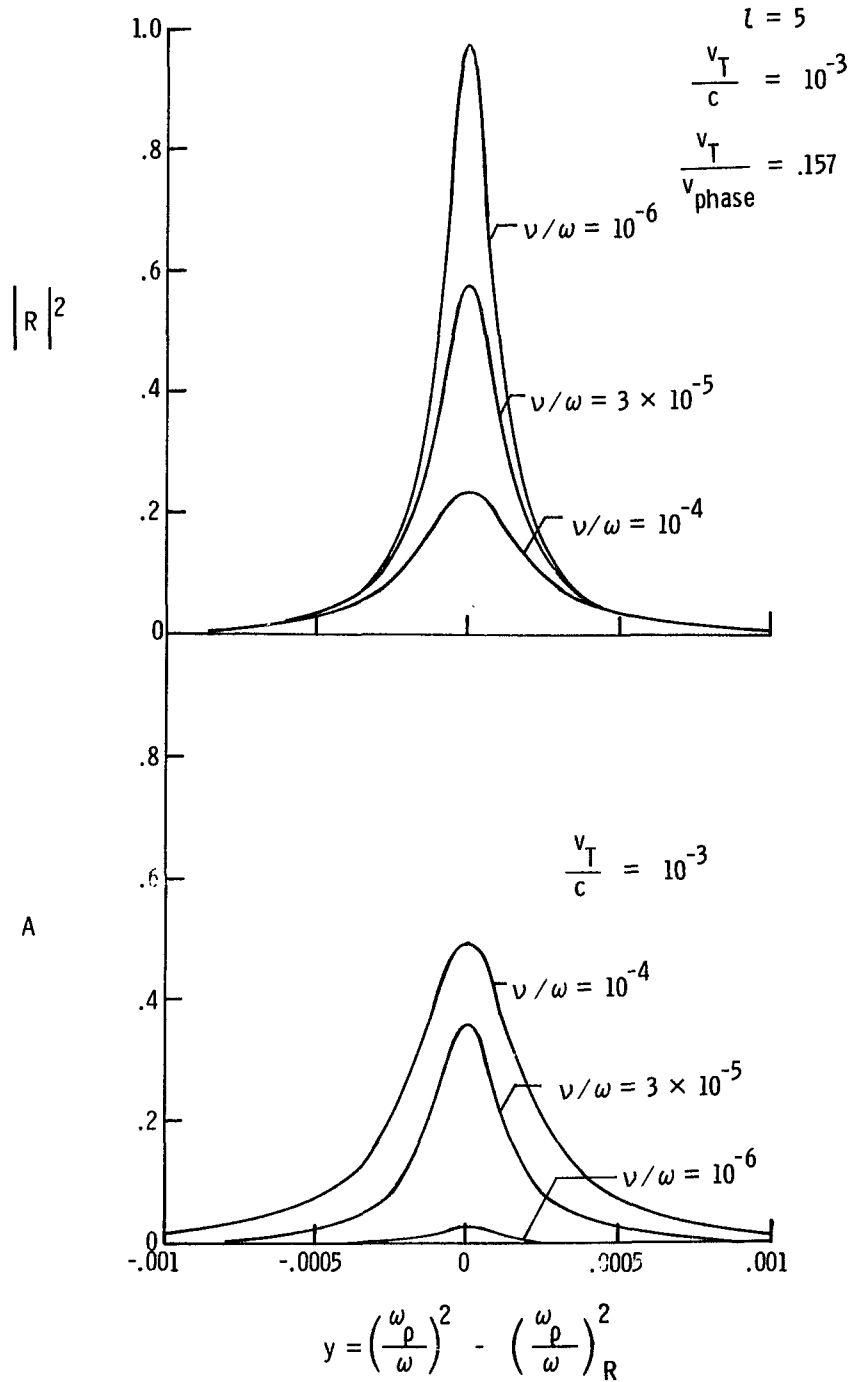 l = 5
v_T / c = 10^-3
v_T / v_phase = .157
1.0
.8
.6
.4
.2
0
|R|^2
ν/ω = 10^-6
ν/ω = 3 × 10^-5
ν/ω = 10^-4
.8
.6
.4
.2
0
A
v_T / c = 10^-3
ν/ω = 10^-4
ν/ω = 3 × 10^-5
ν/ω = 10^-6
-.001
-.0005
0
.0005
.001
y = (ω_p / ω)^2 - (ω_p / ω)^2_R